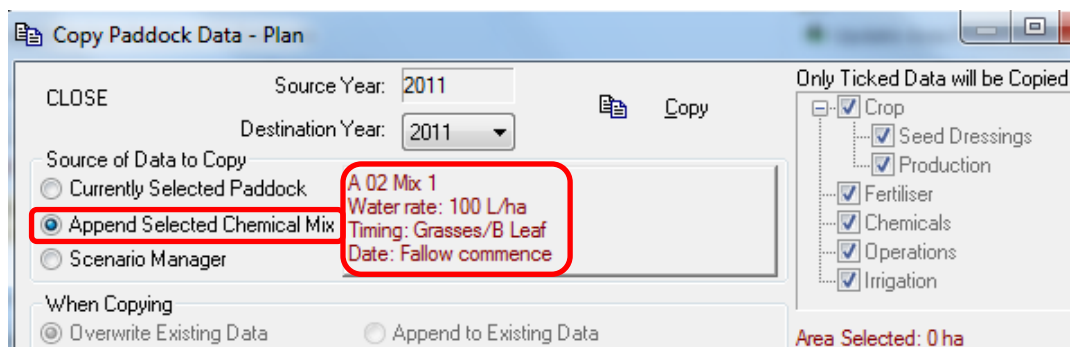 Copy Paddock Data - Plan
CLOSE
Source Year: 2011
Copy
Destination Year: 2011
Source of Data to Copy
Currently Selected Paddock
Append Selected Chemical Mix
Scenario Manager
A 02 Mix 1
Water rate: 100 L/ha
Timing: Grasses/B Leaf
Date: Fallow commence
When Copying
Overwrite Existing Data
Append to Existing Data
Only Ticked Data will be Copied
Crop
Seed Dressings
Production
Fertiliser
Chemicals
Operations
Irrigation
Area Selected: 0 ha